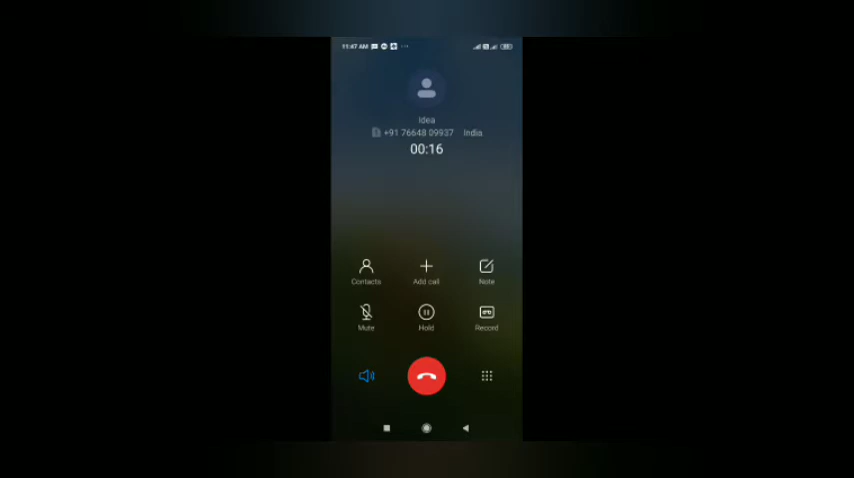 11:47 AM
Idea
+91 76648 09937 India
00:16
Contacts
Add call
Note
Mute
Hold
Record